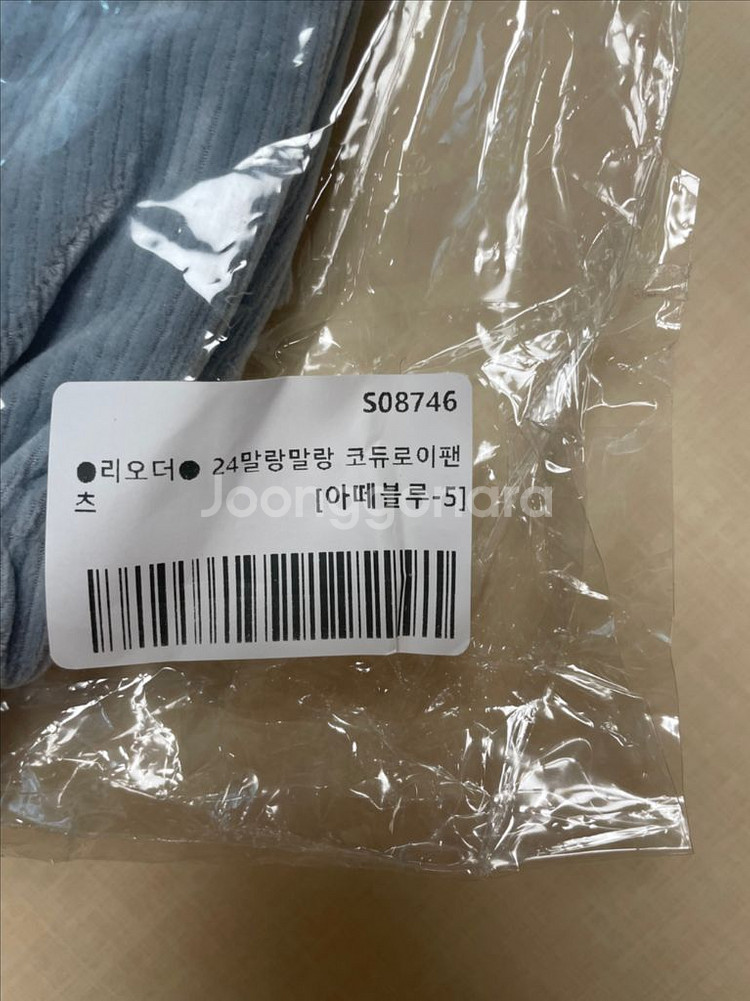 S08746
●리오더● 24말랑말랑 코듀로이팬
츠 [아떼블루-5]
Joonggonara